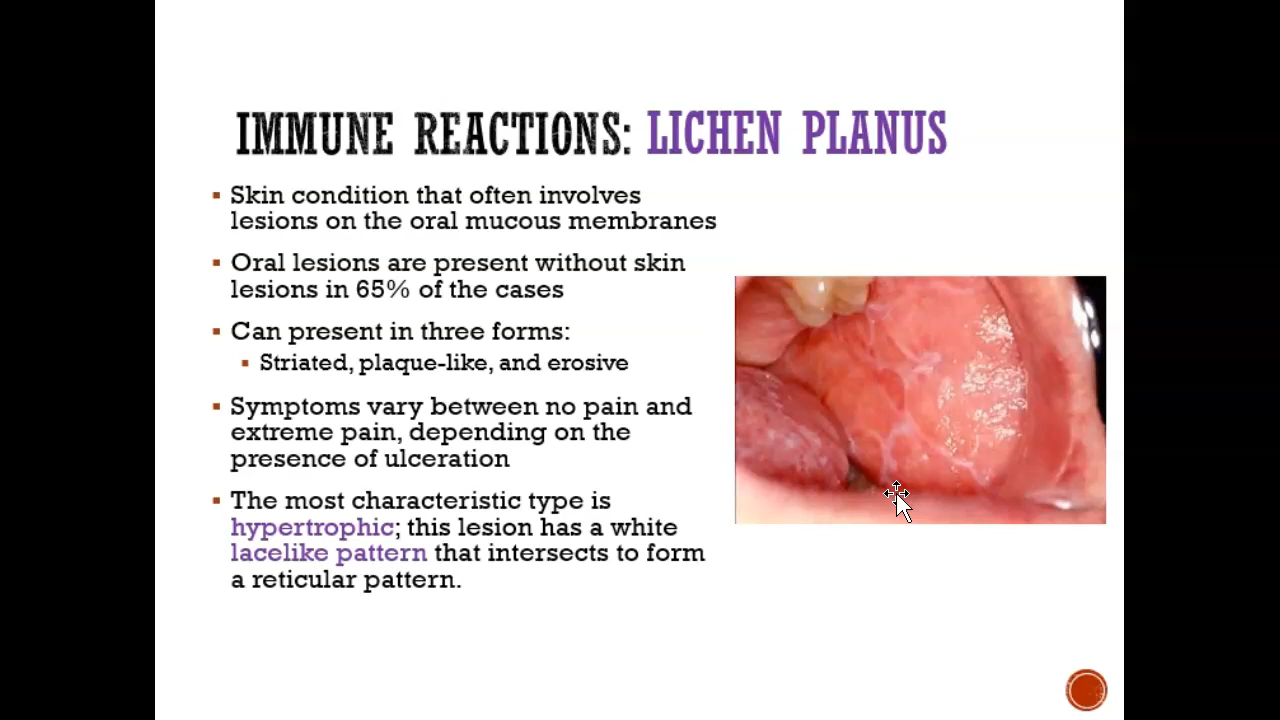 IMMUNE REACTIONS: LICHEN PLANUS
Skin condition that often involves
lesions on the oral mucous membranes
Oral lesions are present without skin
lesions in 65% of the cases
Can present in three forms:
Striated, plaque-like, and erosive
Symptoms vary between no pain and
extreme pain, depending on the
presence of ulceration
The most characteristic type is
hypertrophic; this lesion has a white
lacelike pattern that intersects to form
a reticular pattern.